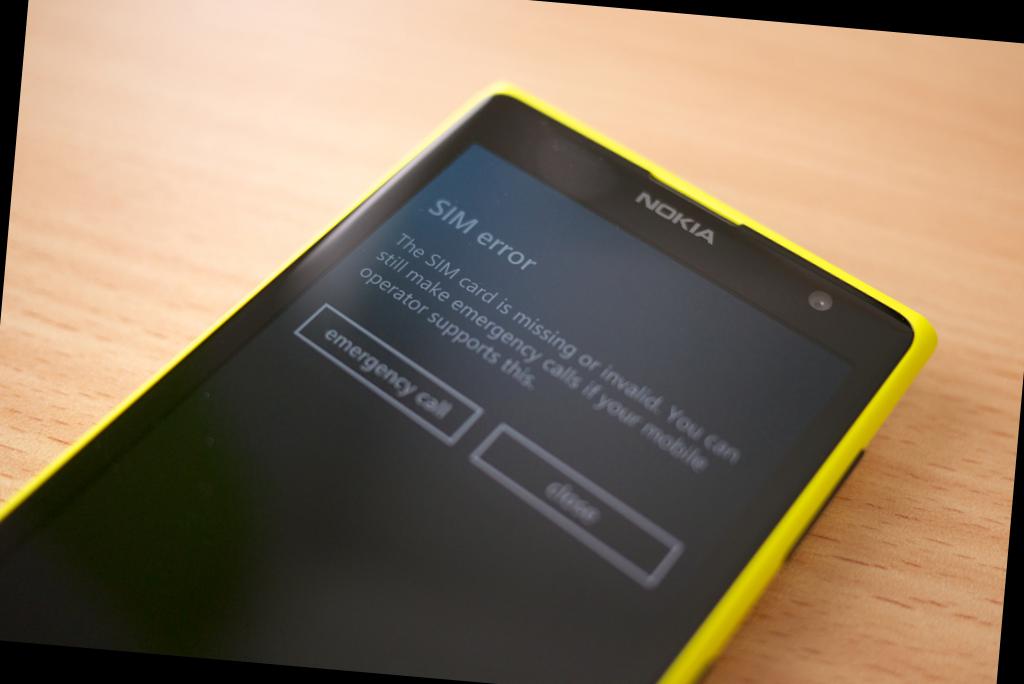 NOKIA
SIM error
The SIM card is missing or invalid. You can
still make emergency calls if your mobile
operator supports this.
emergency call
close